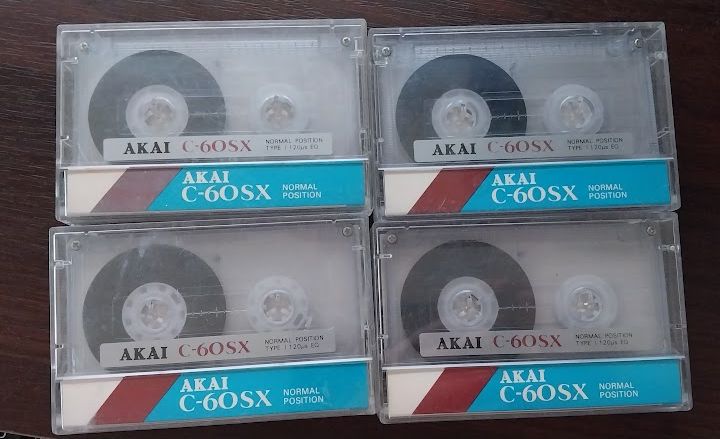 AKAI C-60SX NORMAL POSITION
TYPE I 120µs EQ
AKAI
C-60SX NORMAL
POSITION
AKAI C-60SX NORMAL POSITION
TYPE I 120µs EQ
AKAI
C-60SX NORMAL
POSITION
AKAI C-60SX NORMAL POSITION
TYPE I 120µs EQ
AKAI
C-60SX NORMAL
POSITION
AKAI C-60SX NORMAL POSITION
TYPE I 120µs EQ
AKAI
C-60SX NORMAL
POSITION